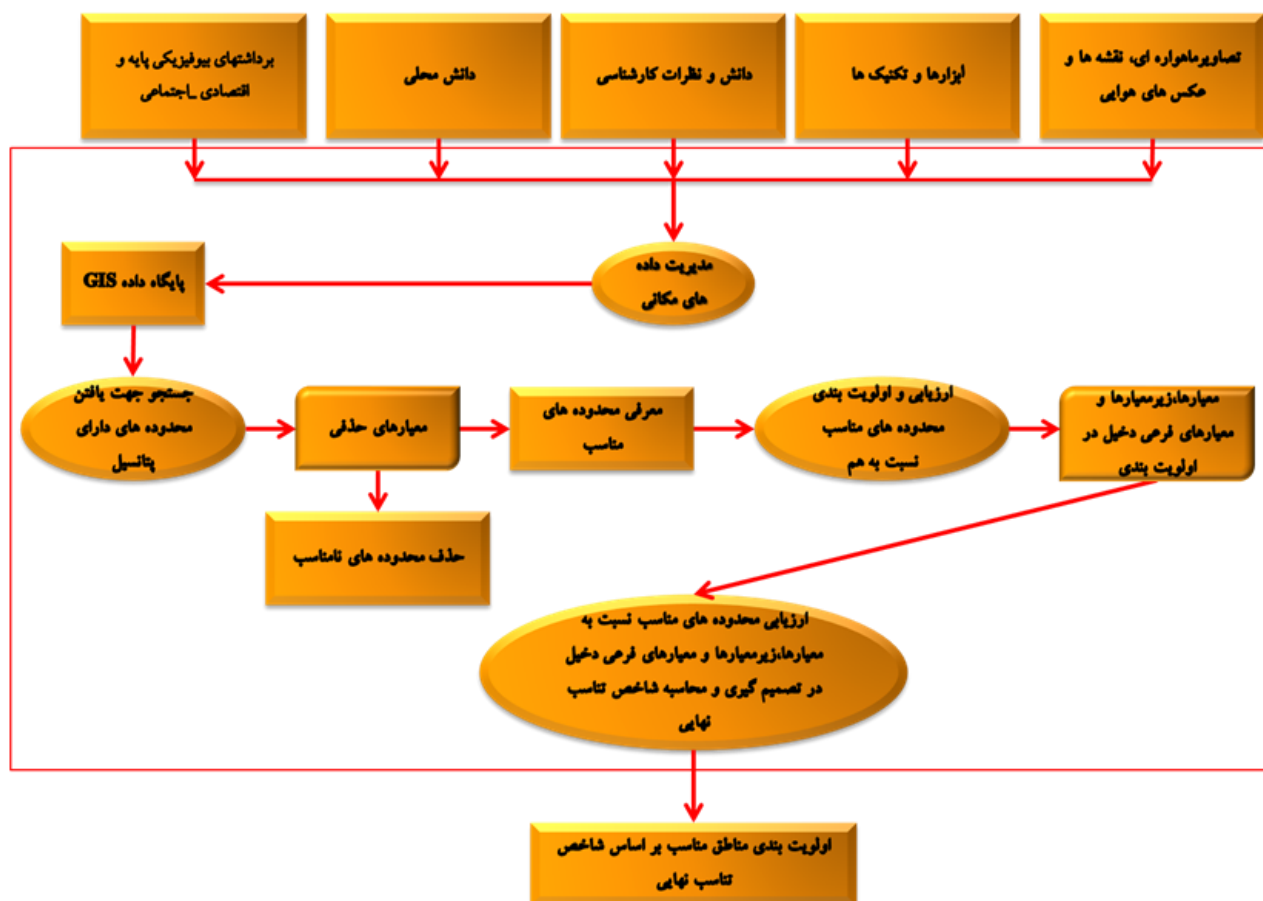 تصاویرماهواره ای، نقشه ها و
عکس های هوایی
ابزارها و تکنیک ها
دانش و نظرات کارشناسی
دانش محلی
برداشتهای بیوفیزیکی پایه و
اقتصادی _اجتماعی
مدیریت داده
های مکانی
پایگاه داده GIS
جستجو جهت یافتن
محدوده های دارای
پتانسیل
معیارهای حذفی
معرفی محدوده های
مناسب
ارزیابی و اولویت بندی
محدوده های مناسب
نسبت به هم
معیارها،زیرمعیارها و
معیارهای فرعی دخیل در
اولویت بندی
حذف محدوده های نامناسب
ارزیابی محدوده های مناسب نسبت به
معیارها،زیرمعیارها و معیارهای فرعی دخیل
در تصمیم گیری و محاسبه شاخص تناسب
نهایی
اولویت بندی مناطق مناسب بر اساس شاخص
تناسب نهایی